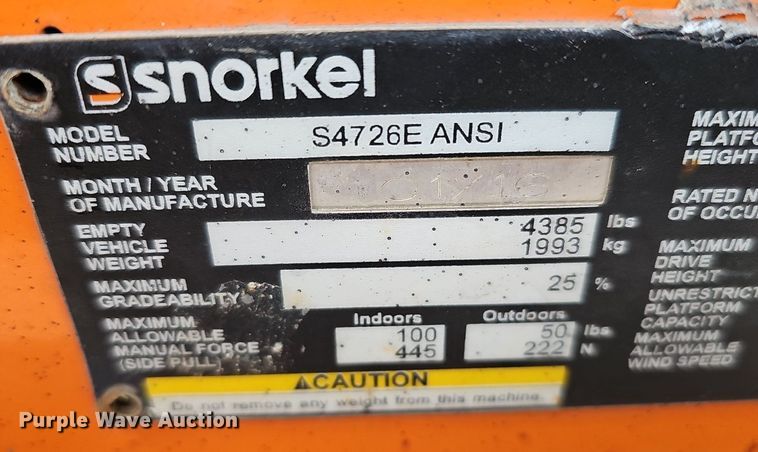 snorkel
MODEL NUMBER S4726E ANSI
MONTH / YEAR OF MANUFACTURE
EMPTY VEHICLE WEIGHT 4385 lbs 1993 kg
MAXIMUM GRADEABILITY 25 %
Indoors Outdoors
MAXIMUM ALLOWABLE MANUAL FORCE (SIDE PULL) 100 445 50 222 lbs N
CAUTION
Do not remove any weight from this machine.
MAXIM
PLATFO
HEIGHT
RATED N
OF OCCU
MAXIMUM
DRIVE
HEIGHT
UNRESTRICT
PLATFORM
CAPACITY
MAXIMUM
ALLOWABLE
WIND SPEED
Purple Wave Auction